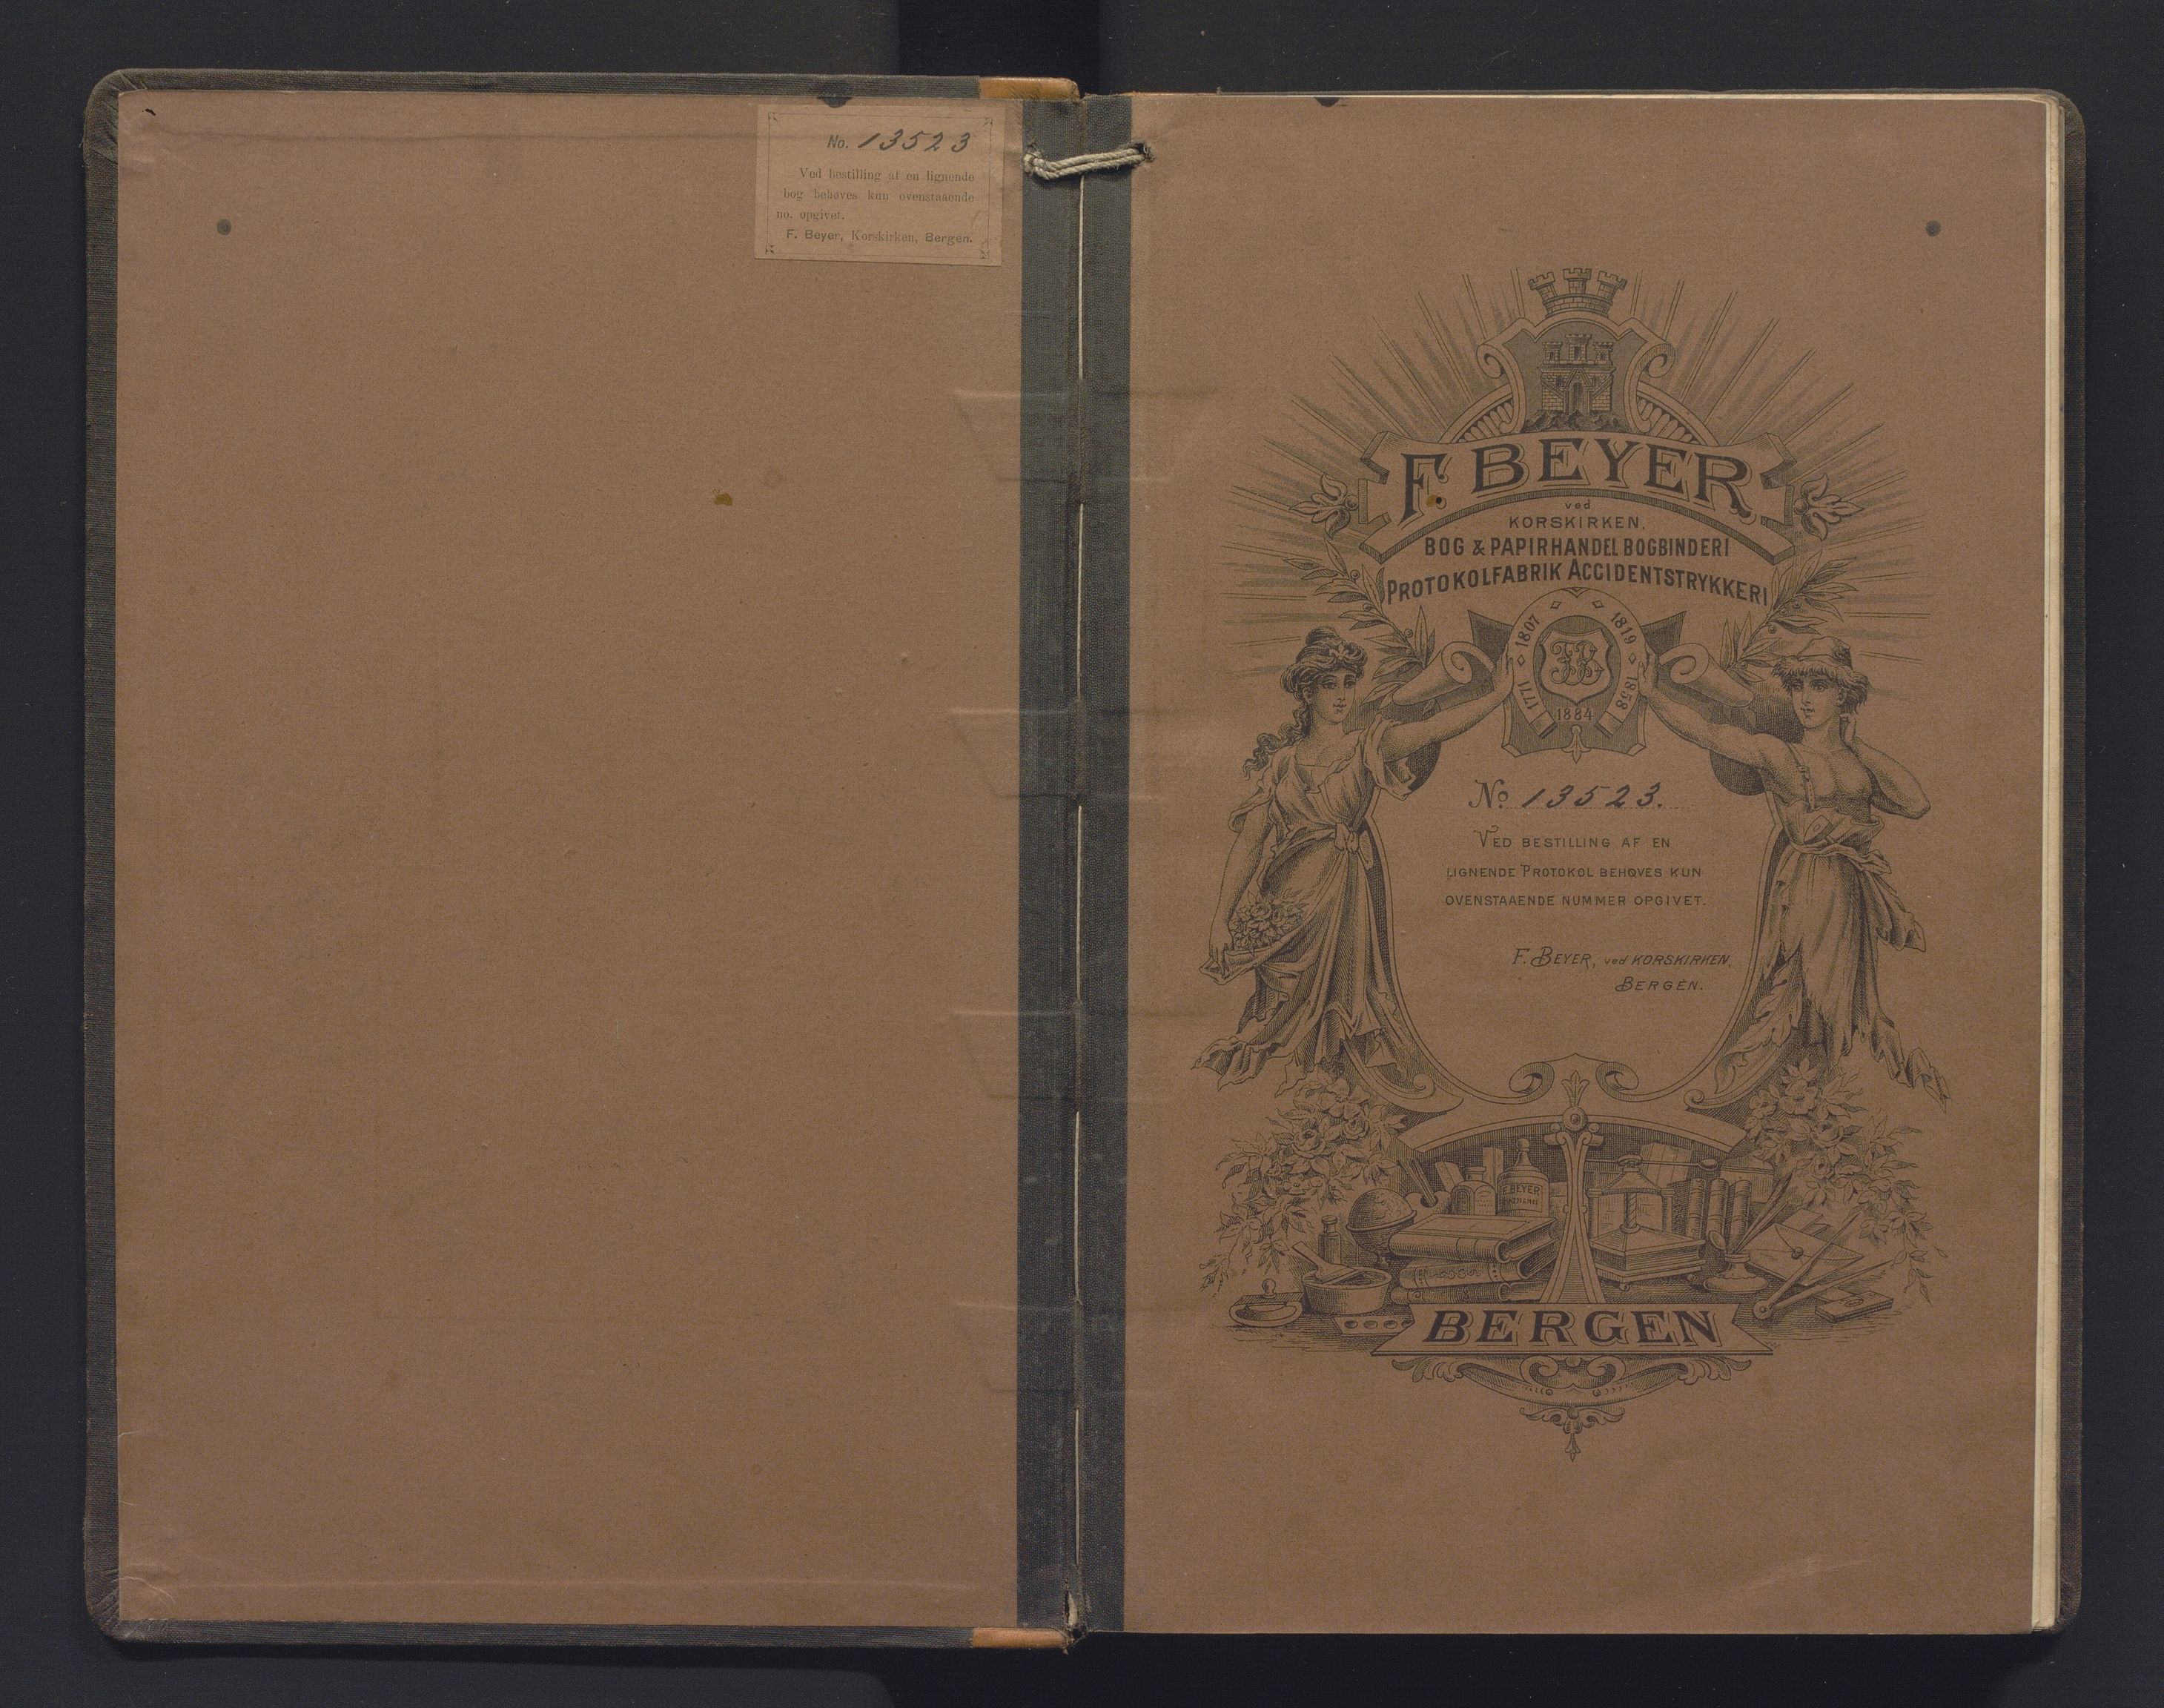 No. 13523
Ved bestilling af en lignende
bog behøves kun ovenstaaende
no. opgivet.
F. Beyer, Korskirken, Bergen.
F. BEYER
ved
KORSKIRKEN.
BOG & PAPIRHANDEL BOGBINDERI
PROTOKOLFABRIK ACCIDENTSTRYKKERI
1771 1807 1819 1858
FB
1884
No. 13523.
VED BESTILLING AF EN
LIGNENDE PROTOKOL BEHØVES KUN
OVENSTAAENDE NUMMER OPGIVET.
F. BEYER, ved KORSKIRKEN,
BERGEN.
F. BEYER
BERGEN